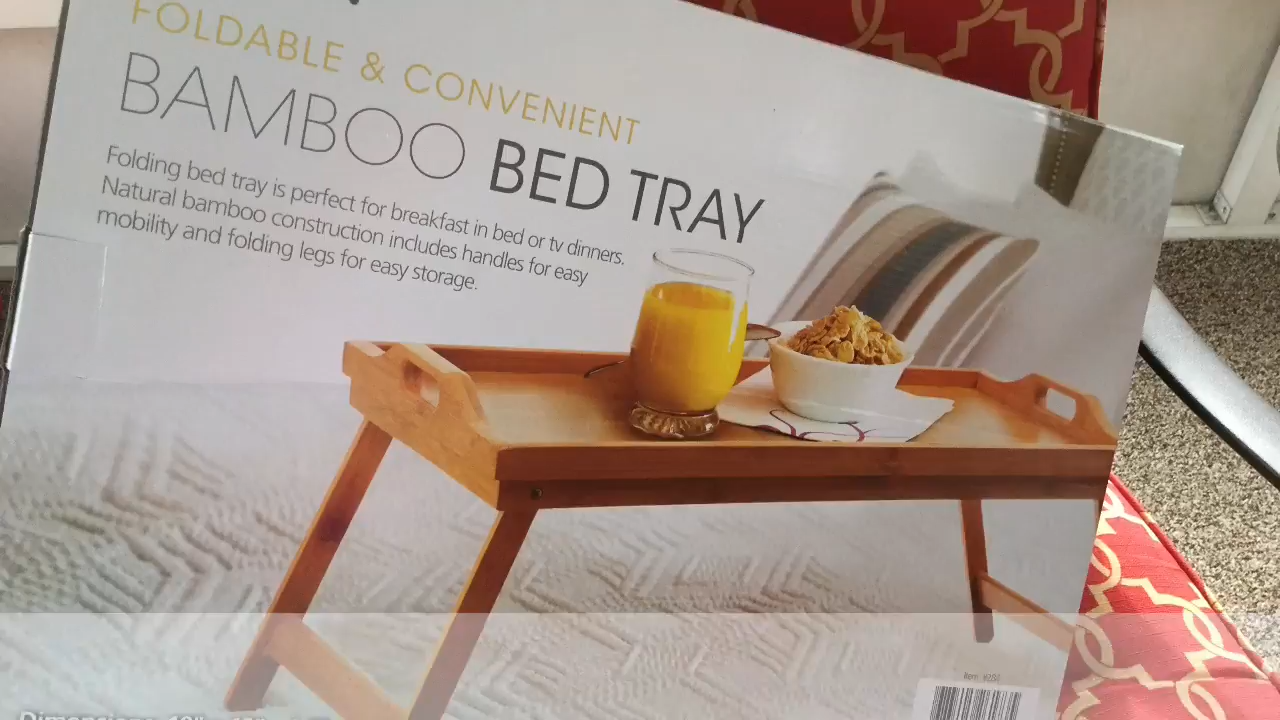 FOLDABLE & CONVENIENT
BAMBOO BED TRAY
Folding bed tray is perfect for breakfast in bed or tv dinners.
Natural bamboo construction includes handles for easy
mobility and folding legs for easy storage.
Item